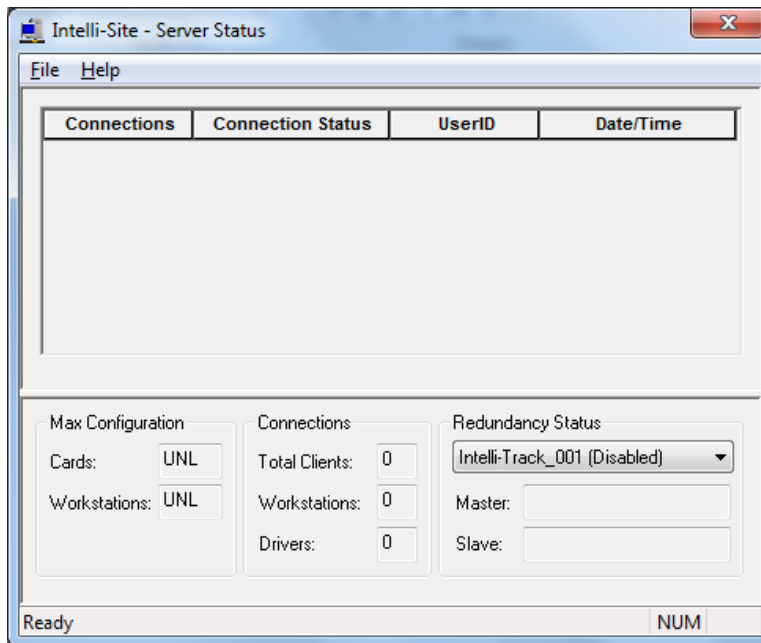 Intelli-Site - Server Status
File Help
Connections Connection Status UserID Date/Time
Max Configuration Connections Redundancy Status
Cards: UNL Total Clients: 0 Intelli-Track_001 (Disabled)
Workstations: UNL Workstations: 0 Master:
Drivers: 0 Slave:
Ready NUM